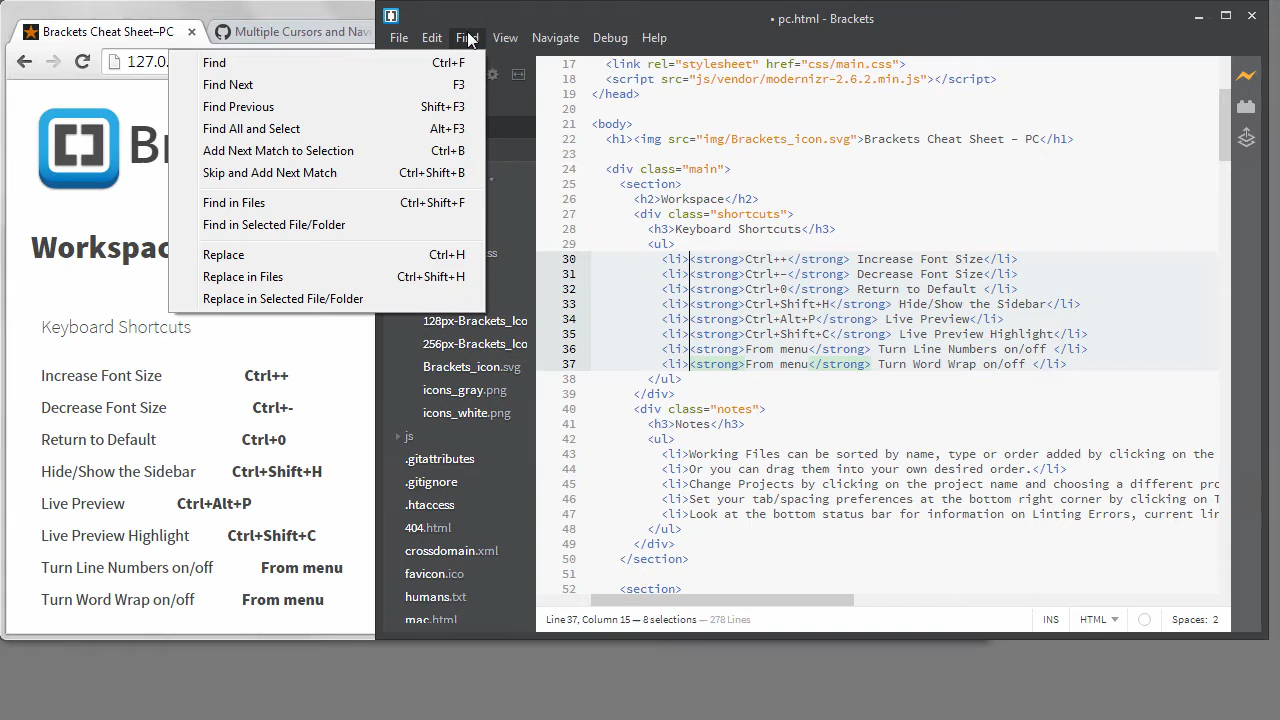 Brackets Cheat Sheet–PC
Multiple Cursors and Nav
• pc.html - Brackets
File Edit Find View Navigate Debug Help
127.0.
Find Ctrl+F
Find Next F3
Find Previous Shift+F3
Find All and Select Alt+F3
Add Next Match to Selection Ctrl+B
Skip and Add Next Match Ctrl+Shift+B
Find in Files Ctrl+Shift+F
Find in Selected File/Folder
Replace Ctrl+H
Replace in Files Ctrl+Shift+H
Replace in Selected File/Folder
Workspac
Keyboard Shortcuts
Increase Font Size Ctrl++
Decrease Font Size Ctrl+-
Return to Default Ctrl+0
Hide/Show the Sidebar Ctrl+Shift+H
Live Preview Ctrl+Alt+P
Live Preview Highlight Ctrl+Shift+C
Turn Line Numbers on/off From menu
Turn Word Wrap on/off From menu
ss
128px-Brackets_Ico
256px-Brackets_Ico
Brackets_icon.svg
icons_gray.png
icons_white.png
js
.gitattributes
.gitignore
.htaccess
404.html
crossdomain.xml
favicon.ico
humans.txt
mac.html
17 <link rel="stylesheet" href="css/main.css">
18 <script src="js/vendor/modernizr-2.6.2.min.js"></script>
19 </head>
20
21 <body>
22 <h1><img src="img/Brackets_icon.svg">Brackets Cheat Sheet – PC</h1>
23
24 <div class="main">
25 <section>
26 <h2>Workspace</h2>
27 <div class="shortcuts">
28 <h3>Keyboard Shortcuts</h3>
29 <ul>
30 <li><strong>Ctrl++</strong> Increase Font Size</li>
31 <li><strong>Ctrl+-</strong> Decrease Font Size</li>
32 <li><strong>Ctrl+0</strong> Return to Default </li>
33 <li><strong>Ctrl+Shift+H</strong> Hide/Show the Sidebar</li>
34 <li><strong>Ctrl+Alt+P</strong> Live Preview</li>
35 <li><strong>Ctrl+Shift+C</strong> Live Preview Highlight</li>
36 <li><strong>From menu</strong> Turn Line Numbers on/off </li>
37 <li><strong>From menu</strong> Turn Word Wrap on/off </li>
38 </ul>
39 </div>
40 <div class="notes">
41 <h3>Notes</h3>
42 <ul>
43 <li>Working Files can be sorted by name, type or order added by clicking on the
44 <li>Or you can drag them into your own desired order.</li>
45 <li>Change Projects by clicking on the project name and choosing a different pro
46 <li>Set your tab/spacing preferences at the bottom right corner by clicking on T
47 <li>Look at the bottom status bar for information on Linting Errors, current lin
48 </ul>
49 </div>
50 </section>
51
52 <section>
Line 37, Column 15 — 8 selections — 278 Lines
INS HTML Spaces: 2